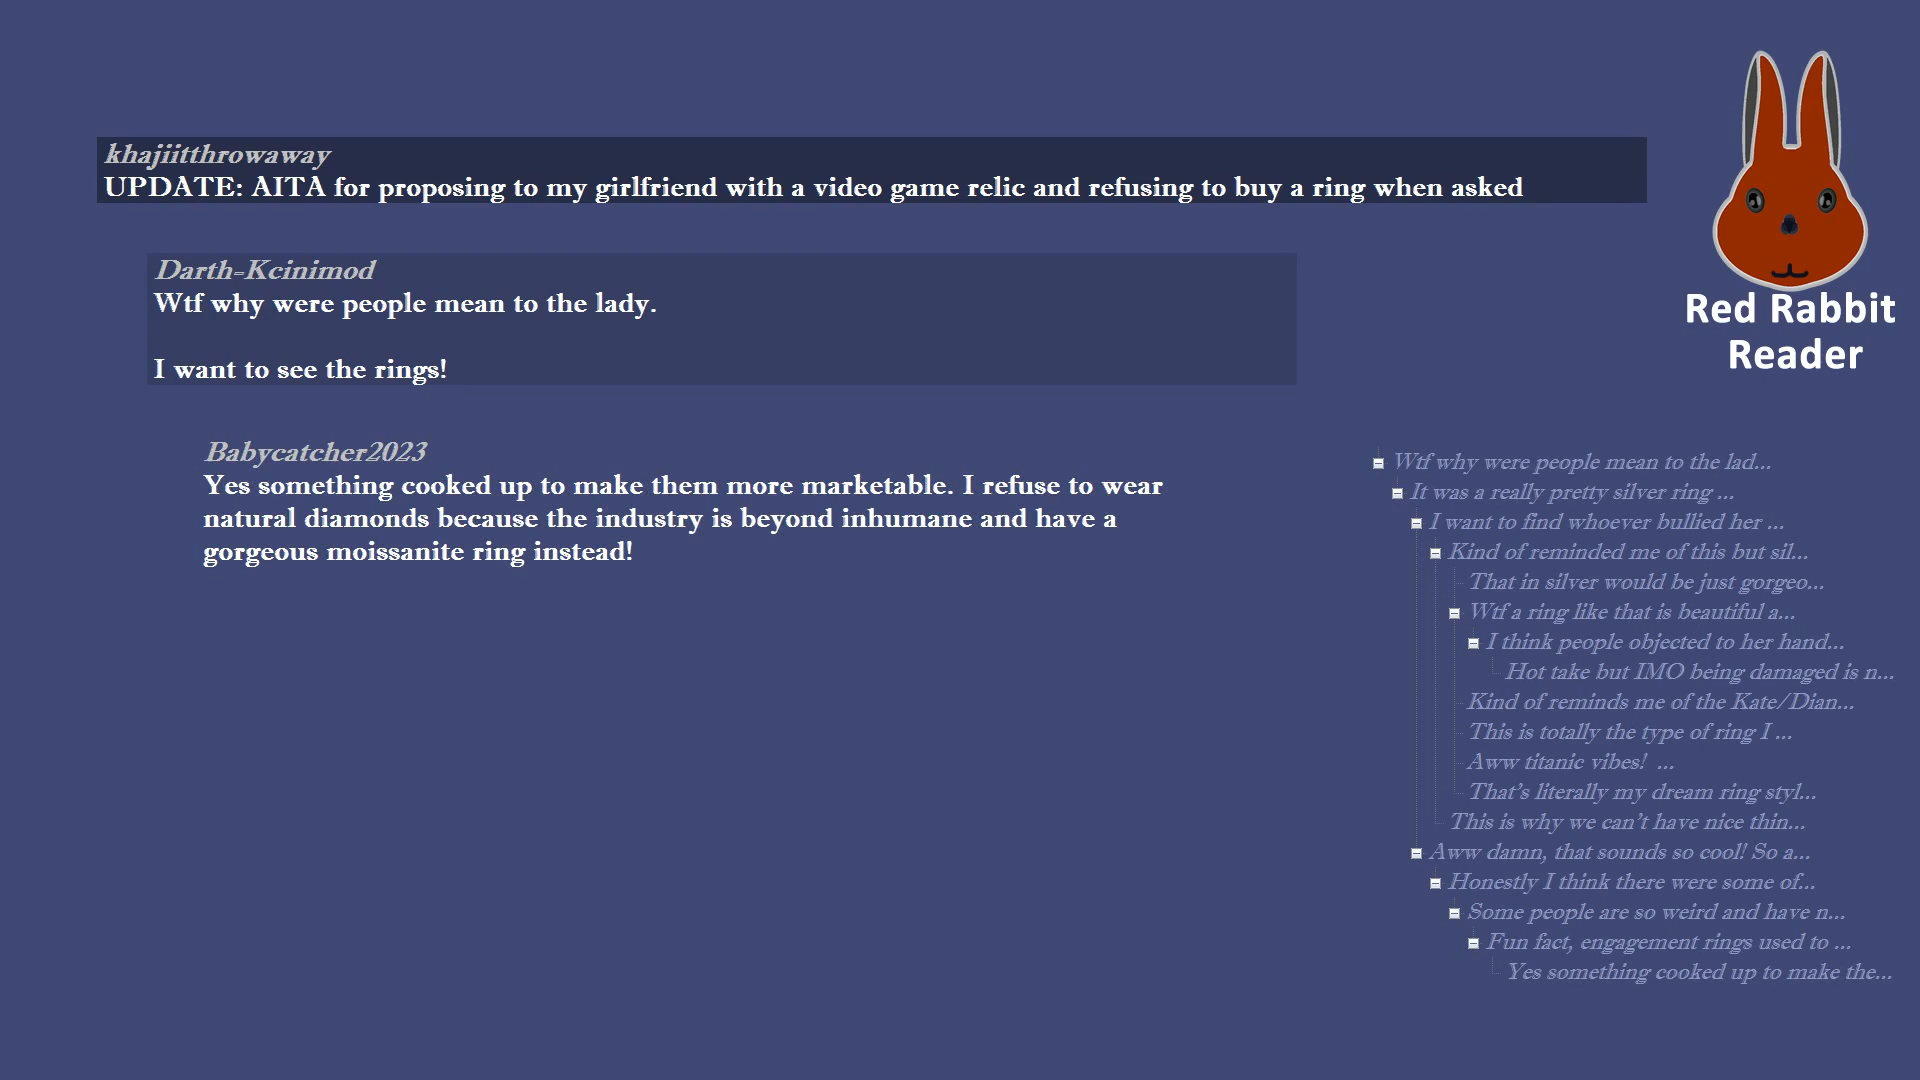 khajiitthrowaway
UPDATE: AITA for proposing to my girlfriend with a video game relic and refusing to buy a ring when asked
Darth-Kcinimod
Wtf why were people mean to the lady.
I want to see the rings!
Babycatcher2023
Yes something cooked up to make them more marketable. I refuse to wear
natural diamonds because the industry is beyond inhumane and have a
gorgeous moissanite ring instead!
Red Rabbit
Reader
Wtf why were people mean to the lad...
It was a really pretty silver ring ...
I want to find whoever bullied her ...
Kind of reminded me of this but sil...
That in silver would be just gorgeo...
Wtf a ring like that is beautiful a...
I think people objected to her hand...
Hot take but IMO being damaged is n...
Kind of reminds me of the Kate/Dian...
This is totally the type of ring I ...
Aww titanic vibes! ...
That's literally my dream ring styl...
This is why we can't have nice thin...
Aww damn, that sounds so cool! So a...
Honestly I think there were some of...
Some people are so weird and have n...
Fun fact, engagement rings used to ...
Yes something cooked up to make the...